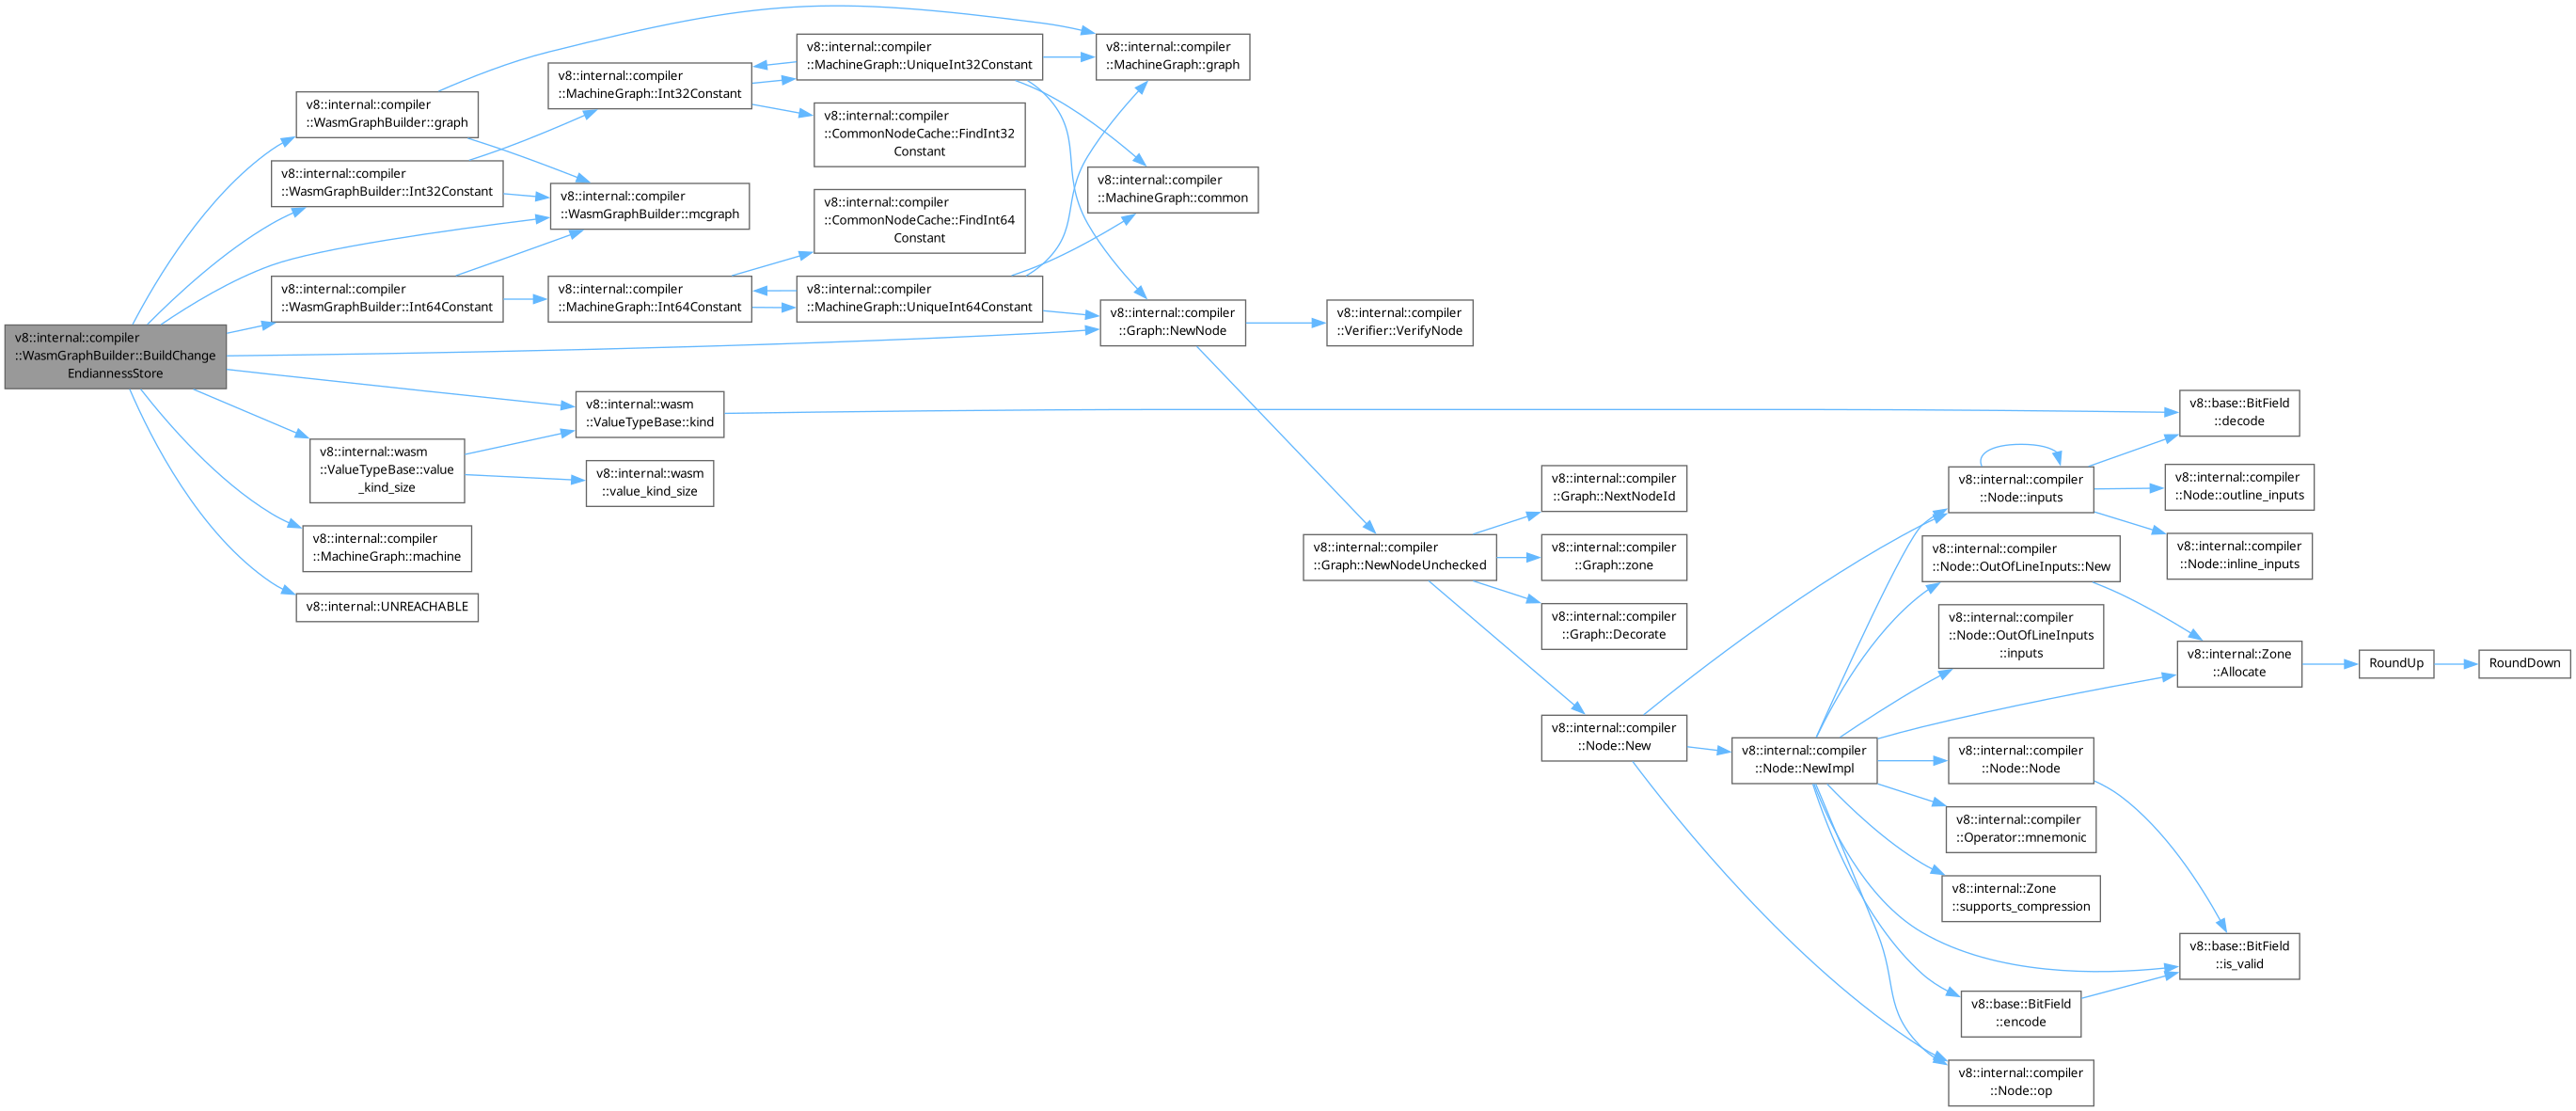 v8::internal::compiler
::WasmGraphBuilder::BuildChange
EndiannessStore
v8::internal::compiler
::WasmGraphBuilder::graph
v8::internal::compiler
::WasmGraphBuilder::Int32Constant
v8::internal::compiler
::WasmGraphBuilder::Int64Constant
v8::internal::wasm
::ValueTypeBase::value
_kind_size
v8::internal::compiler
::MachineGraph::machine
v8::internal::UNREACHABLE
v8::internal::compiler
::MachineGraph::Int32Constant
v8::internal::compiler
::WasmGraphBuilder::mcgraph
v8::internal::compiler
::MachineGraph::Int64Constant
v8::internal::wasm
::ValueTypeBase::kind
v8::internal::wasm
::value_kind_size
v8::internal::compiler
::MachineGraph::UniqueInt32Constant
v8::internal::compiler
::CommonNodeCache::FindInt32
Constant
v8::internal::compiler
::CommonNodeCache::FindInt64
Constant
v8::internal::compiler
::MachineGraph::UniqueInt64Constant
v8::internal::compiler
::MachineGraph::graph
v8::internal::compiler
::MachineGraph::common
v8::internal::compiler
::Graph::NewNode
v8::internal::compiler
::Verifier::VerifyNode
v8::internal::compiler
::Graph::NewNodeUnchecked
v8::internal::compiler
::Graph::NextNodeId
v8::internal::compiler
::Graph::zone
v8::internal::compiler
::Graph::Decorate
v8::internal::compiler
::Node::New
v8::internal::compiler
::Node::NewImpl
v8::internal::compiler
::Node::inputs
v8::internal::compiler
::Node::OutOfLineInputs::New
v8::internal::compiler
::Node::OutOfLineInputs
::inputs
v8::internal::compiler
::Node::Node
v8::internal::compiler
::Operator::mnemonic
v8::internal::Zone
::supports_compression
v8::base::BitField
::encode
v8::internal::compiler
::Node::op
v8::base::BitField
::decode
v8::internal::compiler
::Node::outline_inputs
v8::internal::compiler
::Node::inline_inputs
v8::internal::Zone
::Allocate
v8::base::BitField
::is_valid
RoundUp
RoundDown